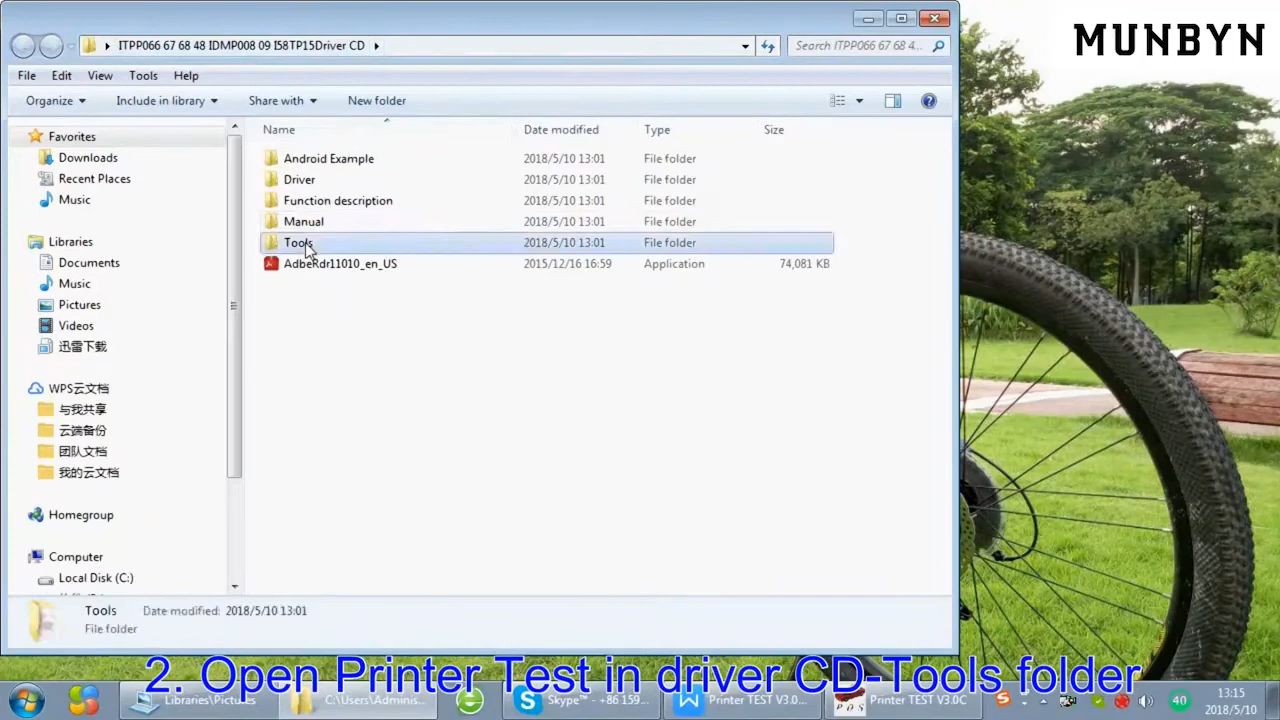 MUNBYN
ITPP066 67 68 48 IDMP008 09 I58TP15Driver CD
Search ITPP066 67 68 4...
File Edit View Tools Help
Organize Include in library Share with New folder
Name Date modified Type Size
Favorites
Downloads
Recent Places
Music
Libraries
Documents
Music
Pictures
Videos
迅雷下载
WPS云文档
与我共享
云端备份
团队文档
我的云文档
Homegroup
Computer
Local Disk (C:)
Android Example 2018/5/10 13:01 File folder
Driver 2018/5/10 13:01 File folder
Function description 2018/5/10 13:01 File folder
Manual 2018/5/10 13:01 File folder
Tools 2018/5/10 13:01 File folder
AdbeRdr11010_en_US 2015/12/16 16:59 Application 74,081 KB
Tools Date modified: 2018/5/10 13:01
File folder
2. Open Printer Test in driver CD-Tools folder
Libraries\Pictures C:\Users\Adminis... Skype™ - +86 159... Printer TEST V3.0... Printer TEST V3.0C 40 13:15
2018/5/10